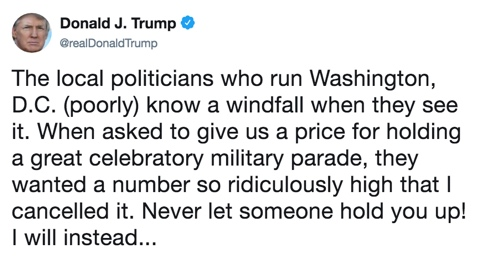 Donald J. Trump
@realDonaldTrump
The local politicians who run Washington,
D.C. (poorly) know a windfall when they see
it. When asked to give us a price for holding
a great celebratory military parade, they
wanted a number so ridiculously high that I
cancelled it. Never let someone hold you up!
I will instead...